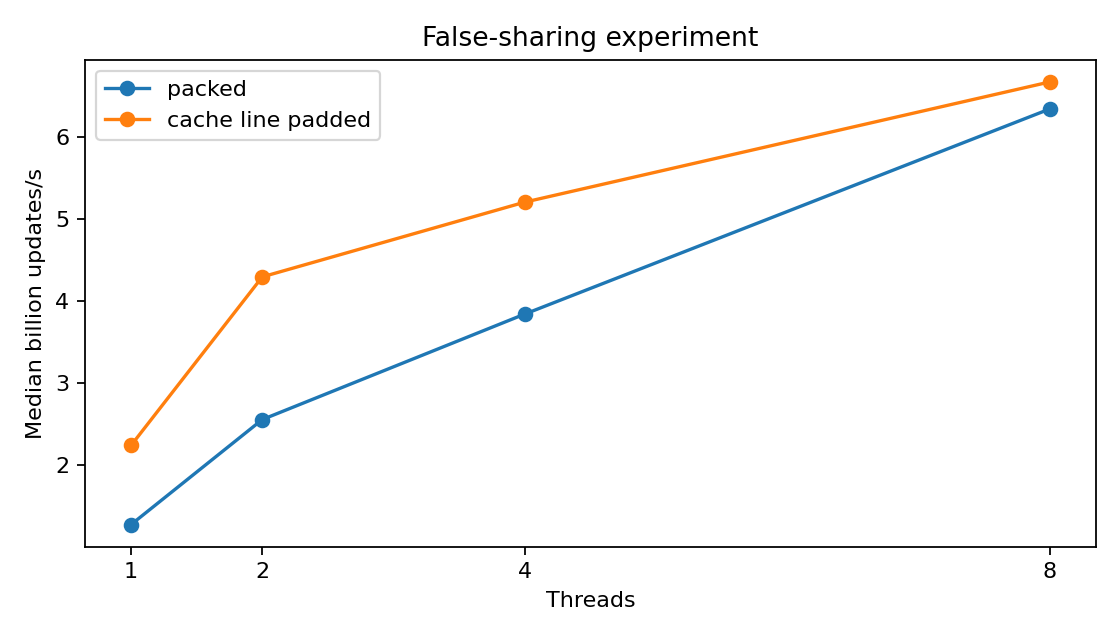 False-sharing experiment
packed
cache line padded
Median billion updates/s
6
5
4
3
2
1
2
4
8
Threads